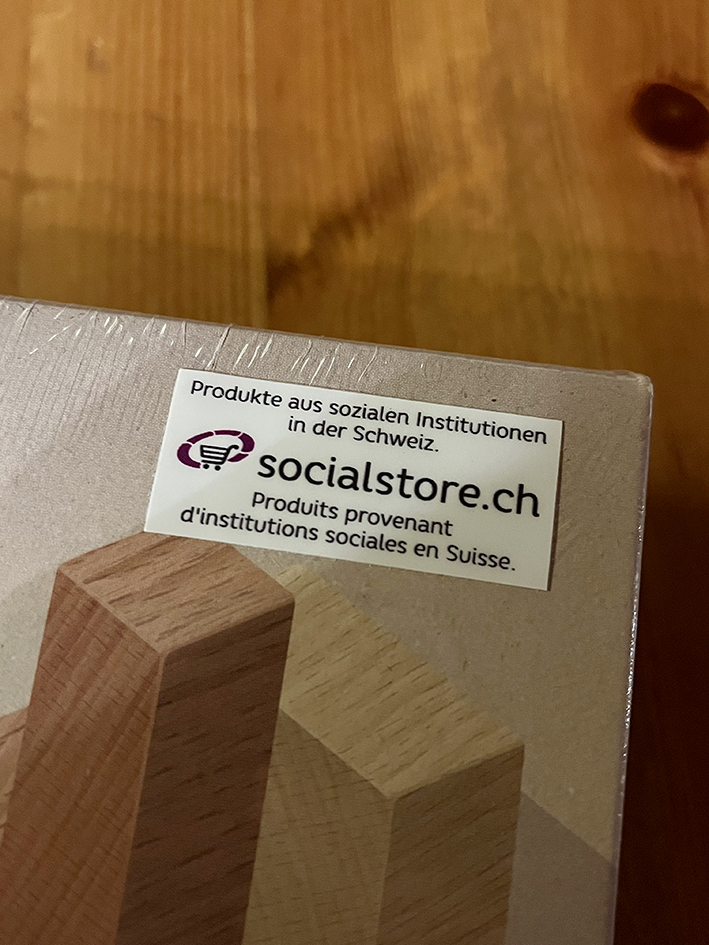 Produkte aus sozialen Institutionen
in der Schweiz.
socialstore.ch
Produits provenant
d'institutions sociales en Suisse.